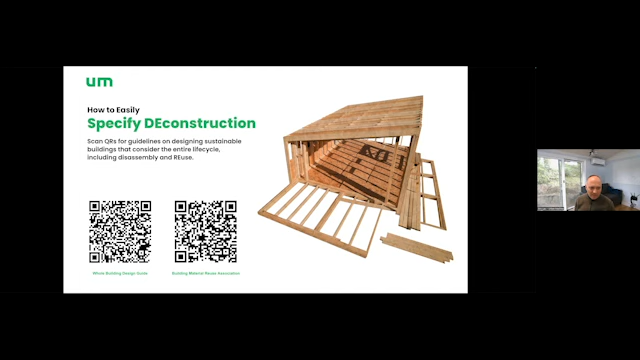 um
How to Easily
Specify DEconstruction
Scan QRs for guidelines on designing sustainable
buildings that consider the entire lifecycle,
including disassembly and REuse.
Whole Building Design Guide
Building Material Reuse Association